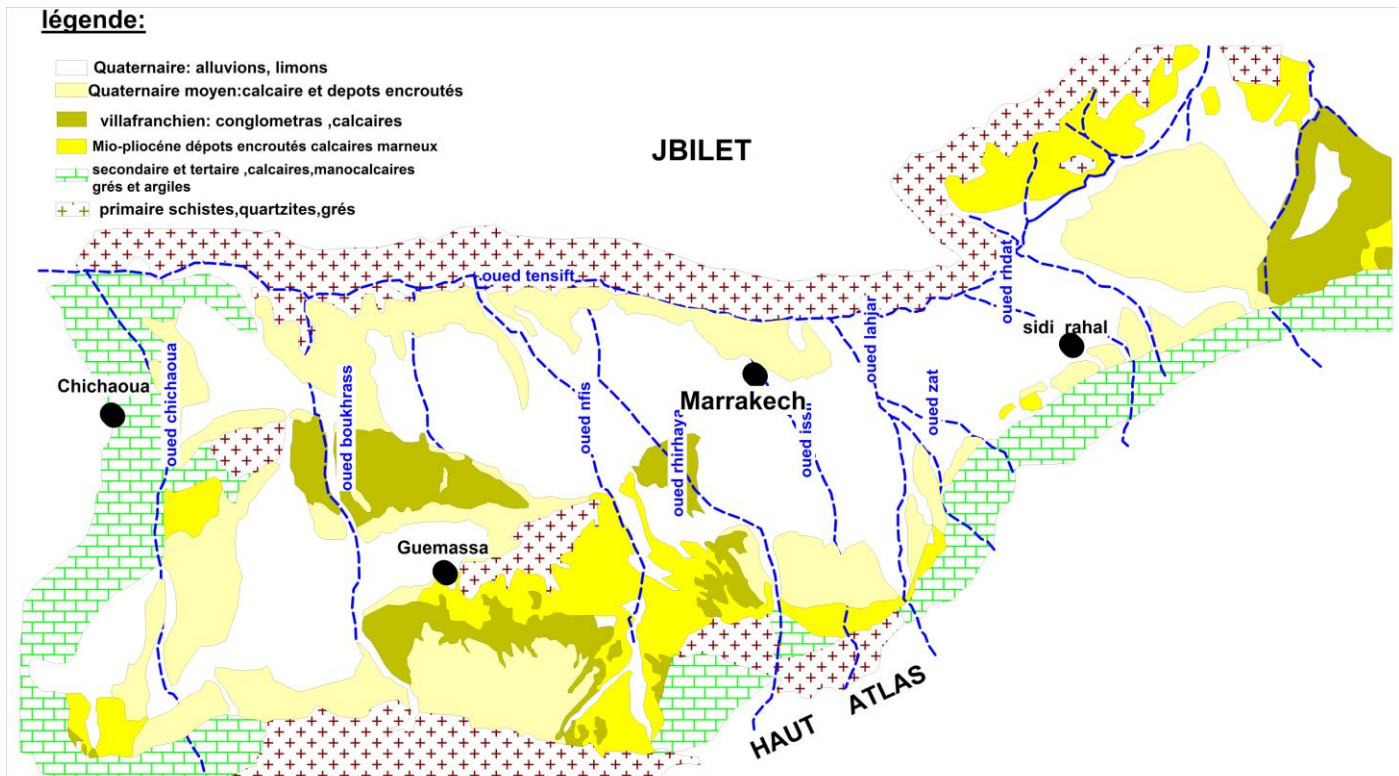 légende:
Quaternaire: alluvions, limons
Quaternaire moyen:calcaire et depots encroutés
villafranchien: conglometras ,calcaires
Mio-pliocéne dépots encroutés calcaires marneux
secondaire et tertaire ,calcaires,manocalcaires
grés et argiles
primaire schistes,quartzites,grés
JBILET
oued tensift
oued rhdat
oued lahjar
sidi rahal
Chichaoua
oued chichaoua
oued boukhrass
oued nfis
oued rhirhaya
Marrakech
oued issil
oued zat
Guemassa
HAUT ATLAS